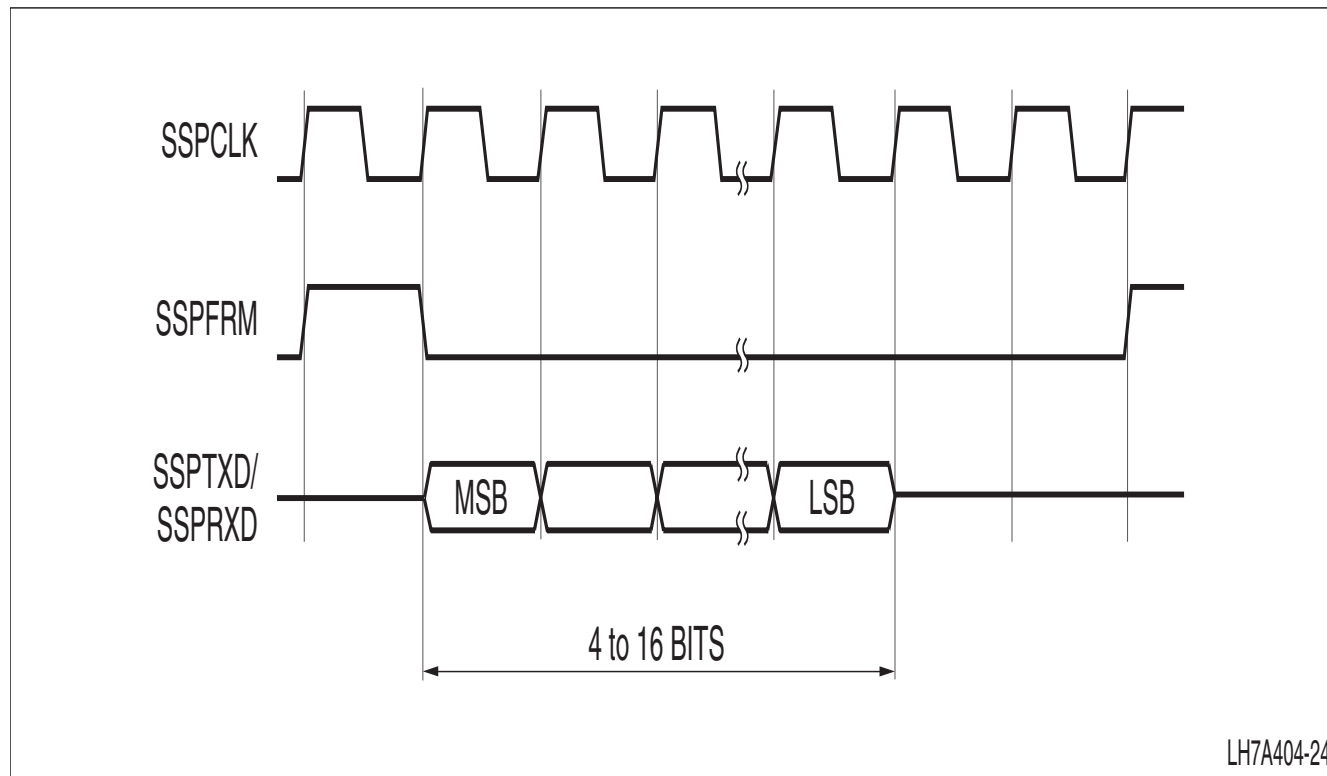 SSPCLK
SSPFRM
SSPTXD/
SSPRXD
MSB
LSB
4 to 16 BITS
LH7A404-24